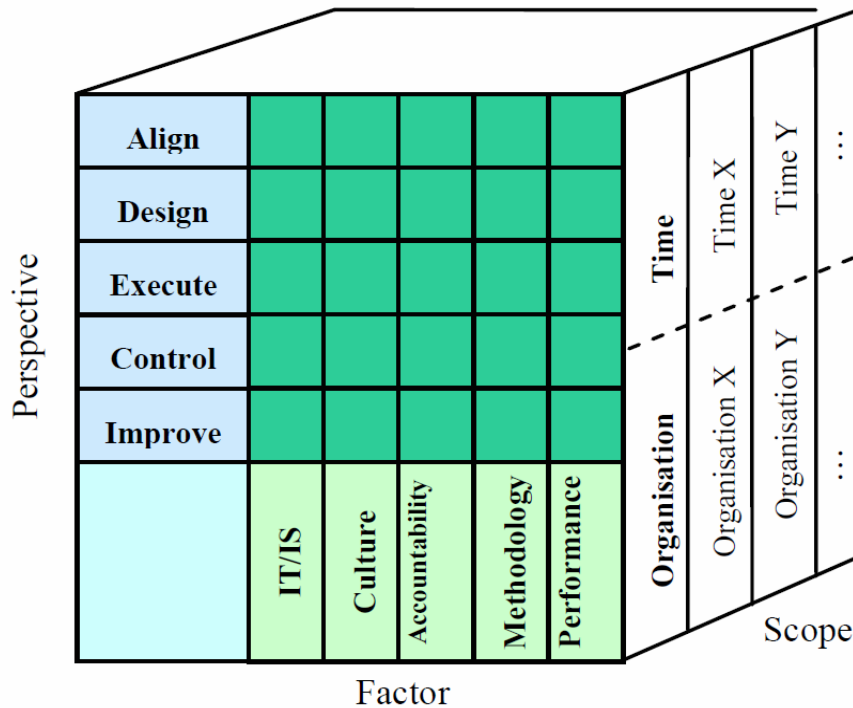 Perspective
Align
Design
Execute
Control
Improve
IT/IS
Culture
Accountability
Methodology
Performance
Factor
Time
Time X
Time Y
…
Organisation
Organisation X
Organisation Y
…
Scope